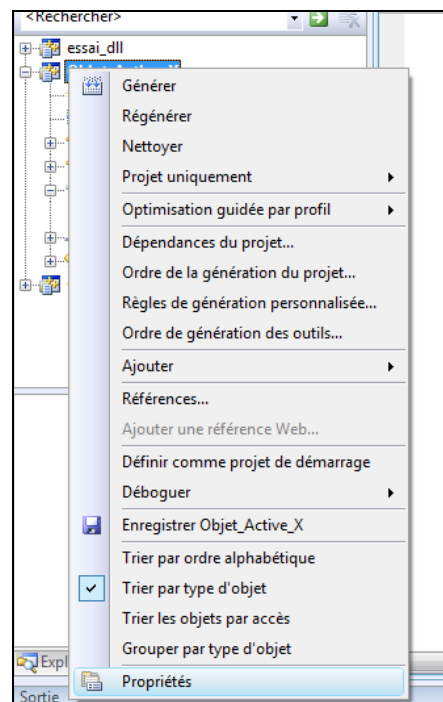 <Rechercher>
essai_dll
Objet_Active_X
Générer
Régénérer
Nettoyer
Projet uniquement
Optimisation guidée par profil
Dépendances du projet...
Ordre de la génération du projet...
Règles de génération personnalisée...
Ordre de génération des outils...
Ajouter
Références...
Ajouter une référence Web...
Définir comme projet de démarrage
Déboguer
Enregistrer Objet_Active_X
Trier par ordre alphabétique
Trier par type d'objet
Trier les objets par accès
Grouper par type d'objet
Expl
Propriétés
Sortie